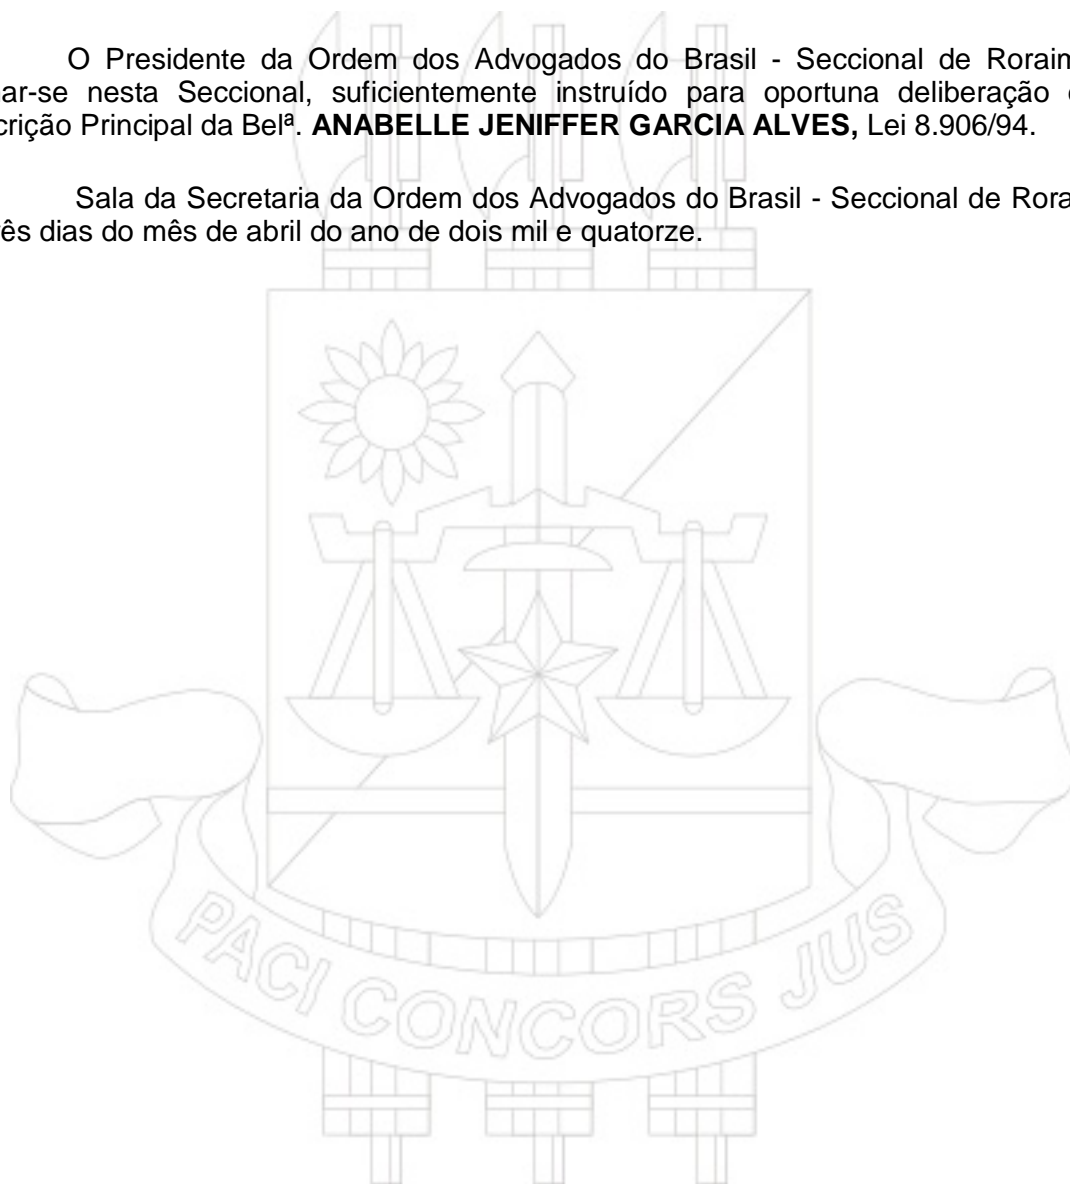 O Presidente da Ordem dos Advogados do Brasil - Seccional de Roraim
ar-se nesta Seccional, suficientemente instruído para oportuna deliberação
crição Principal da Belª. ANABELLE JENIFFER GARCIA ALVES, Lei 8.906/94.
Sala da Secretaria da Ordem dos Advogados do Brasil - Seccional de Rora
rês dias do mês de abril do ano de dois mil e quatorze.
PACI CONCORS JUS